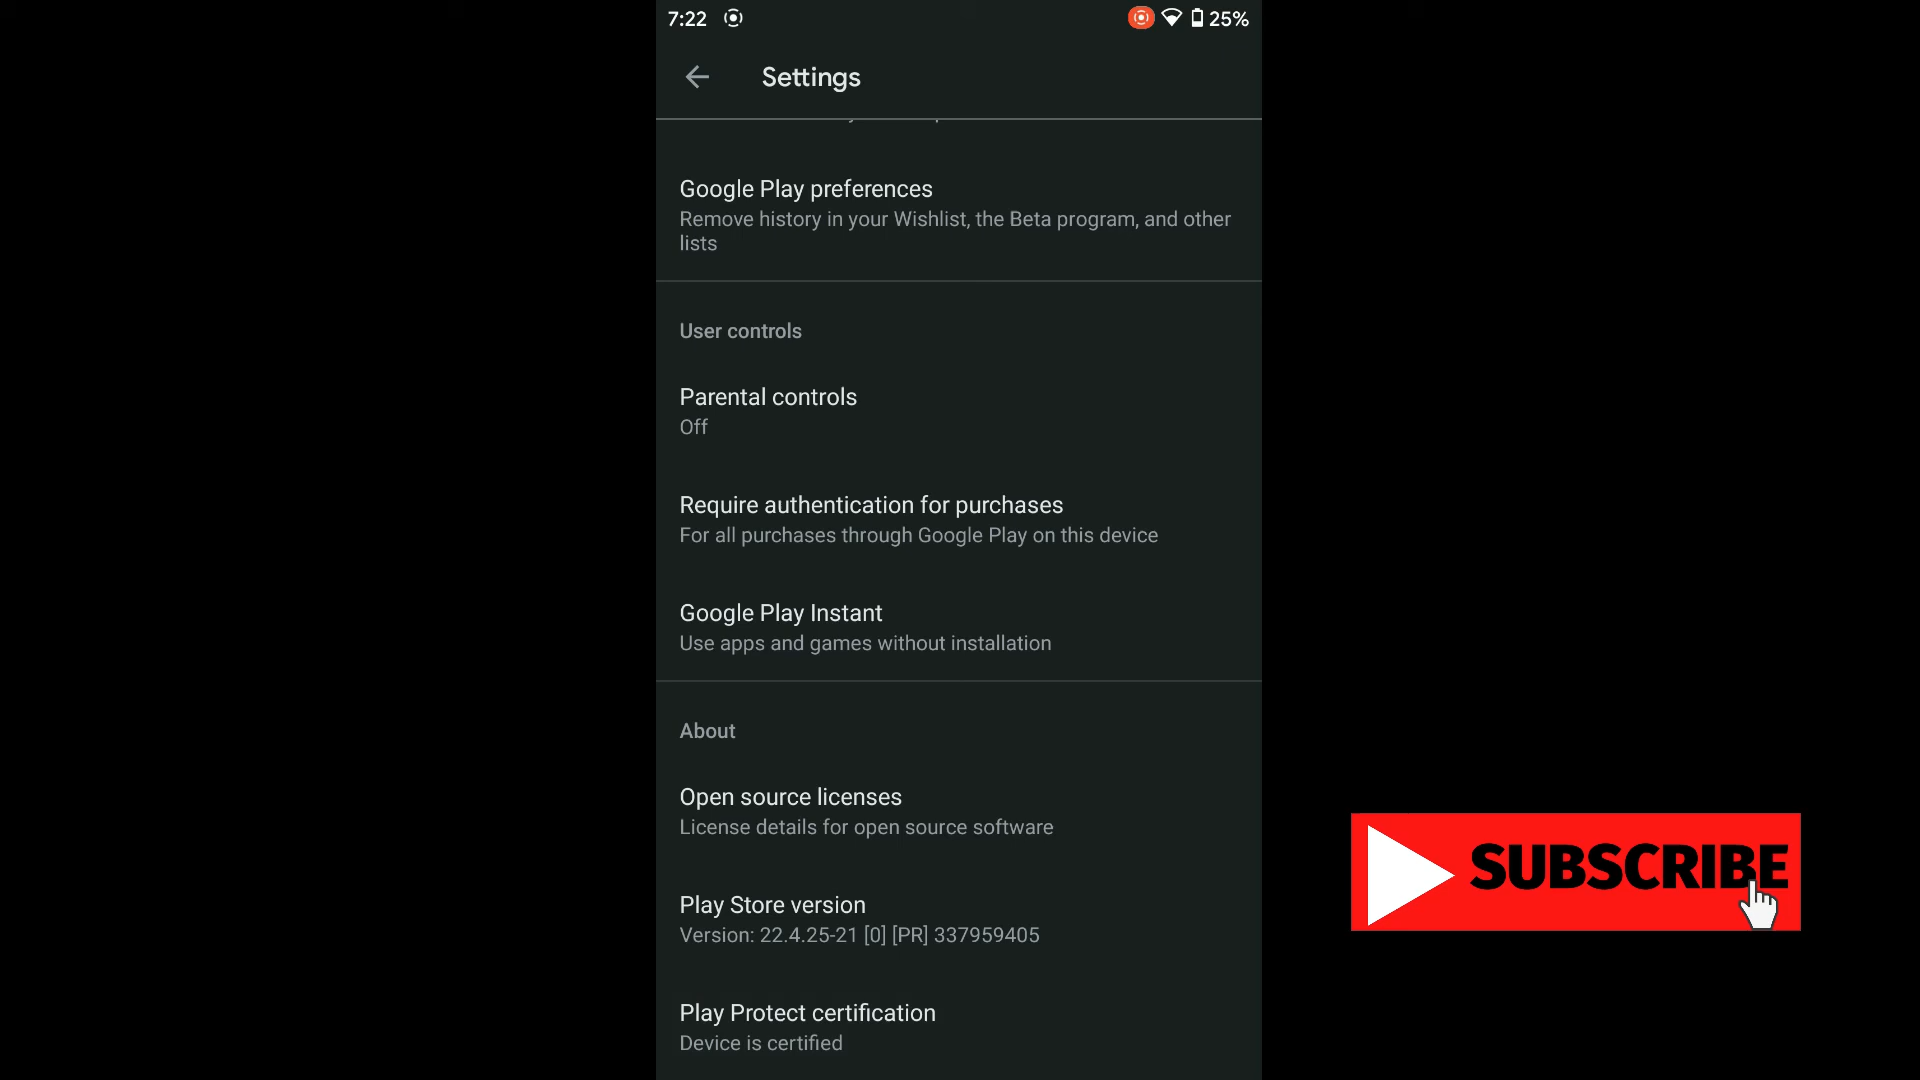 7:22
25%
Settings
Google Play preferences
Remove history in your Wishlist, the Beta program, and other
lists
User controls
Parental controls
Off
Require authentication for purchases
For all purchases through Google Play on this device
Google Play Instant
Use apps and games without installation
About
Open source licenses
License details for open source software
Play Store version
Version: 22.4.25-21 [0] [PR] 337959405
Play Protect certification
Device is certified
SUBSCRIBE